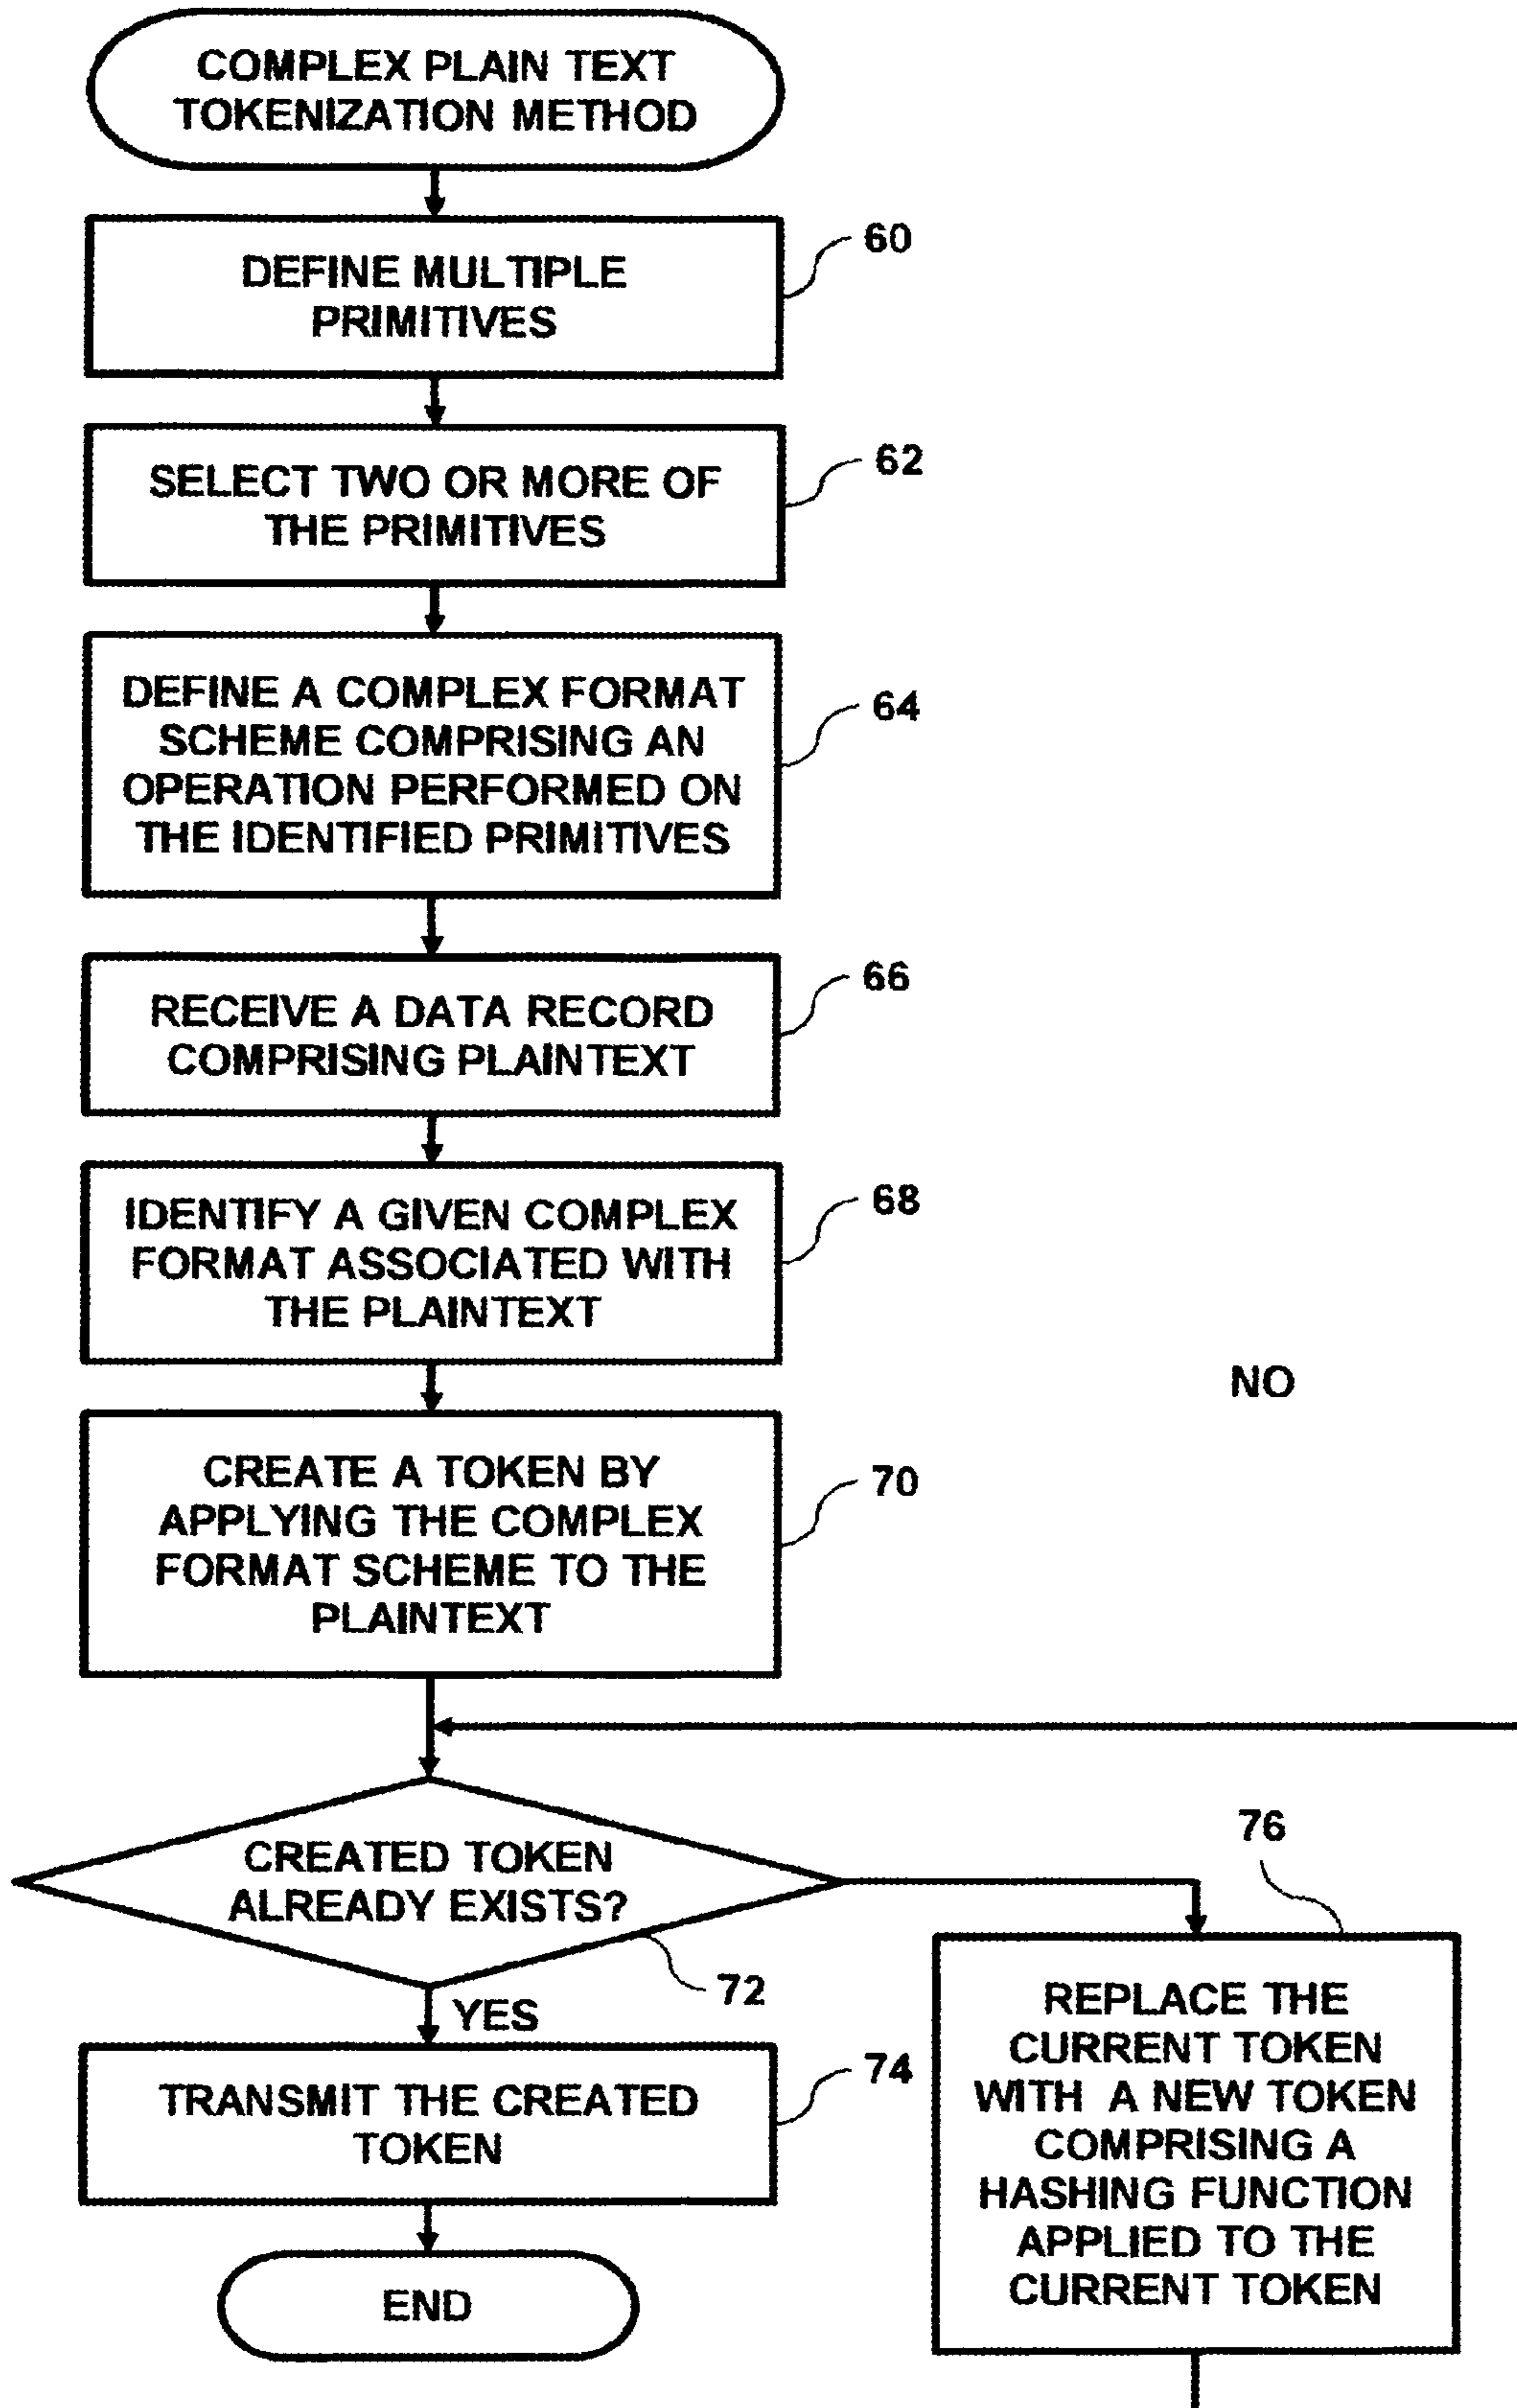 COMPLEX PLAIN TEXT
TOKENIZATION METHOD
60
DEFINE MULTIPLE
PRIMITIVES
62
SELECT TWO OR MORE OF
THE PRIMITIVES
64
DEFINE A COMPLEX FORMAT
SCHEME COMPRISING AN
OPERATION PERFORMED ON
THE IDENTIFIED PRIMITIVES
66
RECEIVE A DATA RECORD
COMPRISING PLAINTEXT
68
IDENTIFY A GIVEN COMPLEX
FORMAT ASSOCIATED WITH
THE PLAINTEXT
NO
70
CREATE A TOKEN BY
APPLYING THE COMPLEX
FORMAT SCHEME TO THE
PLAINTEXT
CREATED TOKEN
ALREADY EXISTS?
72
YES
74
TRANSMIT THE CREATED
TOKEN
END
76
REPLACE THE
CURRENT TOKEN
WITH A NEW TOKEN
COMPRISING A
HASHING FUNCTION
APPLIED TO THE
CURRENT TOKEN